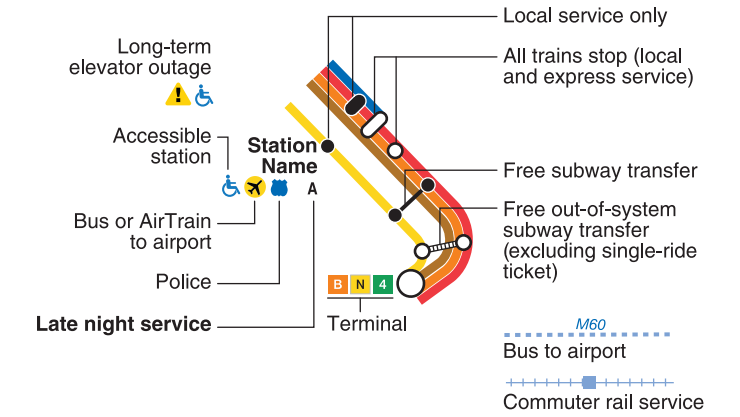 Local service only
Long-term
elevator outage
All trains stop (local
and express service)
Accessible
station
Station
Name
A
Free subway transfer
Bus or AirTrain
to airport
Free out-of-system
subway transfer
(excluding single-ride
ticket)
Police
B N 4
Late night service
Terminal
M60
Bus to airport
Commuter rail service